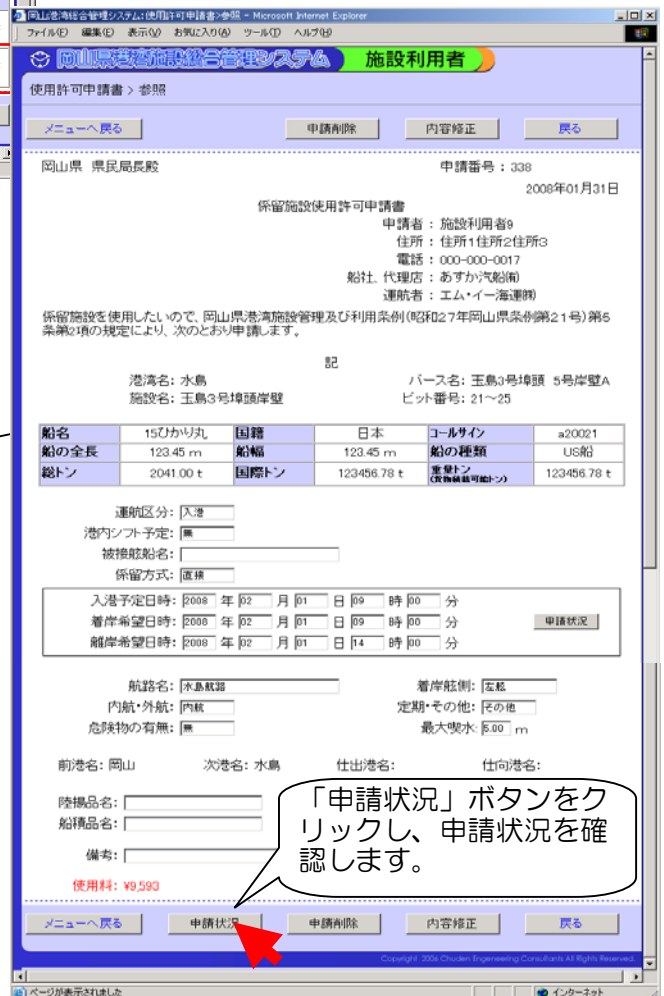 岡山港湾総合管理システム:使用許可申請書>参照 - Microsoft Internet Explorer
ファイル(F) 編集(E) 表示(V) お気に入り(A) ツール(T) ヘルプ(H)
岡山県港湾施設総合管理システム 施設利用者
使用許可申請書 > 参照
メニューへ戻る 申請削除 内容修正 戻る
岡山県 県民局長殿 申請番号 : 338
2008年01月31日
係留施設使用許可申請書
申請者 : 施設利用者9
住所 : 住所1住所2住所3
電話 : 000-000-0017
船社、代理店 : あすか汽船㈲
運航者 : エム・イー海運㈱
係留施設を使用したいので、岡山県港湾施設管理及び利用条例(昭和27年岡山県条例第21号)第5
条第2項の規定により、次のとおり申請します。
記
港湾名: 水島 バース名: 玉島3号埠頭 5号岸壁A
施設名: 玉島3号埠頭岸壁 ビット番号: 21~25
船名 15ひかり丸 国籍 日本 コールサイン a20021
船の全長 123.45 m 船幅 123.45 m 船の種類 US船
総トン 2041.00 t 国際トン 123456.78 t 重量トン (貨物積載可能トン) 123456.78 t
運航区分: 入港
港内シフト予定: 無
被接舷船名:
係留方式: 直接
入港予定日時: 2008 年 02 月 01 日 09 時 00 分
着岸希望日時: 2008 年 02 月 01 日 09 時 00 分 申請状況
離岸希望日時: 2008 年 02 月 01 日 14 時 00 分
航路名: 水島航路 着岸舷側: 左舷
内航・外航: 内航 定期・その他: その他
危険物の有無: 無 最大喫水: 5.00 m
前港名: 岡山 次港名: 水島 仕出港名: 仕向港名:
陸揚品名:
船積品名:
備考:
使用料: ¥9,593
「申請状況」ボタンをク
リックし、申請状況を確
認します。
メニューへ戻る 申請状況 申請削除 内容修正 戻る
Copyright 2006 Chuden Engeneering Consultants All Rights Reserved.
ページが表示されました インターネット